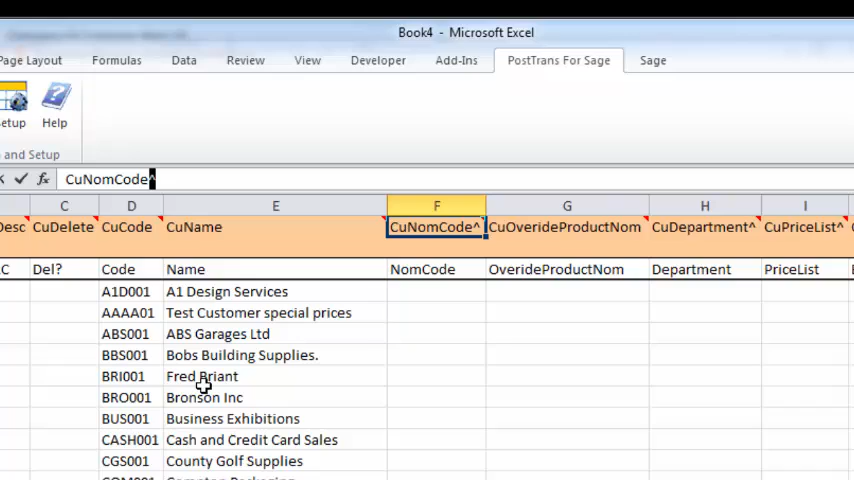 Book4 - Microsoft Excel
Page Layout Formulas Data Review View Developer Add-Ins PostTrans For Sage Sage
Setup Help
and Setup
fx CuNomCode^
C D E F G H I
Desc CuDelete CuCode CuName CuNomCode^ CuOverideProductNom CuDepartment^ CuPriceList^
C Del? Code Name NomCode OverideProductNom Department PriceList
A1D001 A1 Design Services
AAAA01 Test Customer special prices
ABS001 ABS Garages Ltd
BBS001 Bobs Building Supplies.
BRI001 Fred Briant
BRO001 Bronson Inc
BUS001 Business Exhibitions
CASH001 Cash and Credit Card Sales
CGS001 County Golf Supplies